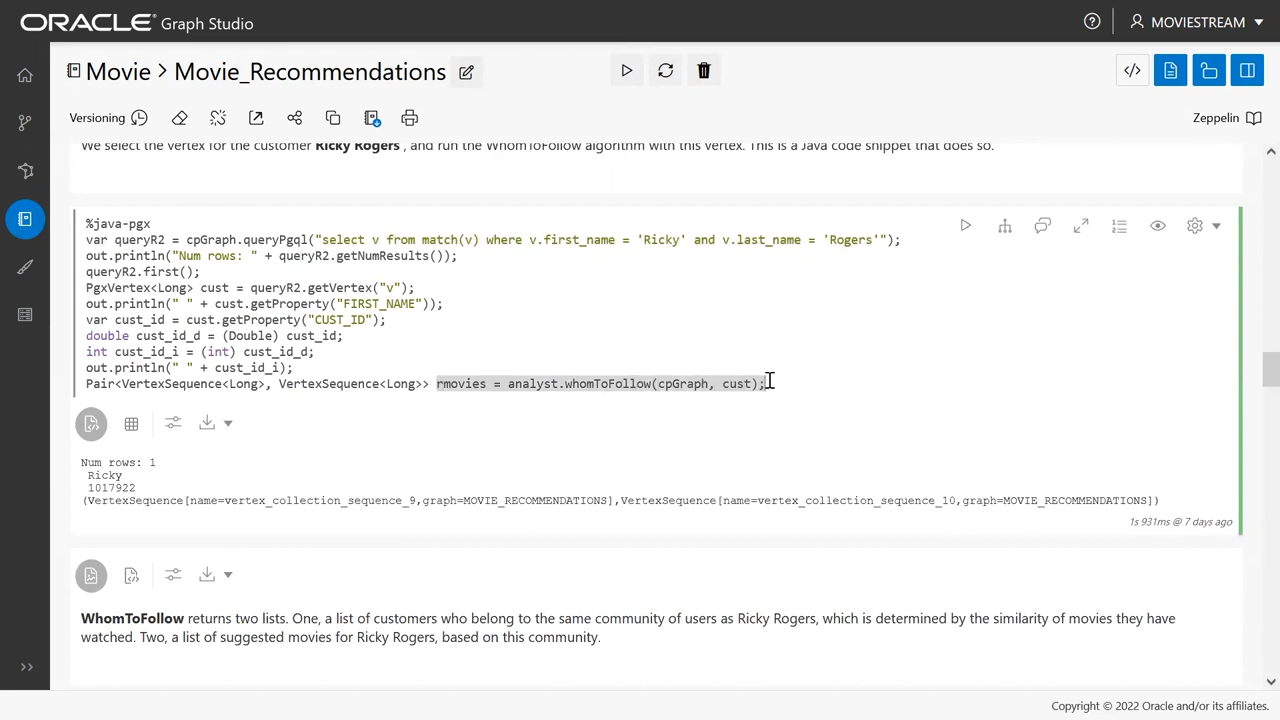 ORACLE Graph Studio
MOVIESTREAM
Movie > Movie_Recommendations
Versioning
Zeppelin
We select the vertex for the customer Ricky Rogers , and run the WhomToFollow algorithm with this vertex. This is a Java code snippet that does so.
%java-pgx
var queryR2 = cpGraph.queryPgql("select v from match(v) where v.first_name = 'Ricky' and v.last_name = 'Rogers'");
out.println("Num rows: " + queryR2.getNumResults());
queryR2.first();
PgxVertex<Long> cust = queryR2.getVertex("v");
out.println(" " + cust.getProperty("FIRST_NAME"));
var cust_id = cust.getProperty("CUST_ID");
double cust_id_d = (Double) cust_id;
int cust_id_i = (int) cust_id_d;
out.println(" " + cust_id_i);
Pair<VertexSequence<Long>, VertexSequence<Long>> rmovies = analyst.whomToFollow(cpGraph, cust);
Num rows: 1
Ricky
1017922
(VertexSequence[name=vertex_collection_sequence_9,graph=MOVIE_RECOMMENDATIONS],VertexSequence[name=vertex_collection_sequence_10,graph=MOVIE_RECOMMENDATIONS])
1s 931ms @ 7 days ago
WhomToFollow returns two lists. One, a list of customers who belong to the same community of users as Ricky Rogers, which is determined by the similarity of movies they have
watched. Two, a list of suggested movies for Ricky Rogers, based on this community.
Copyright © 2022 Oracle and/or its affiliates.